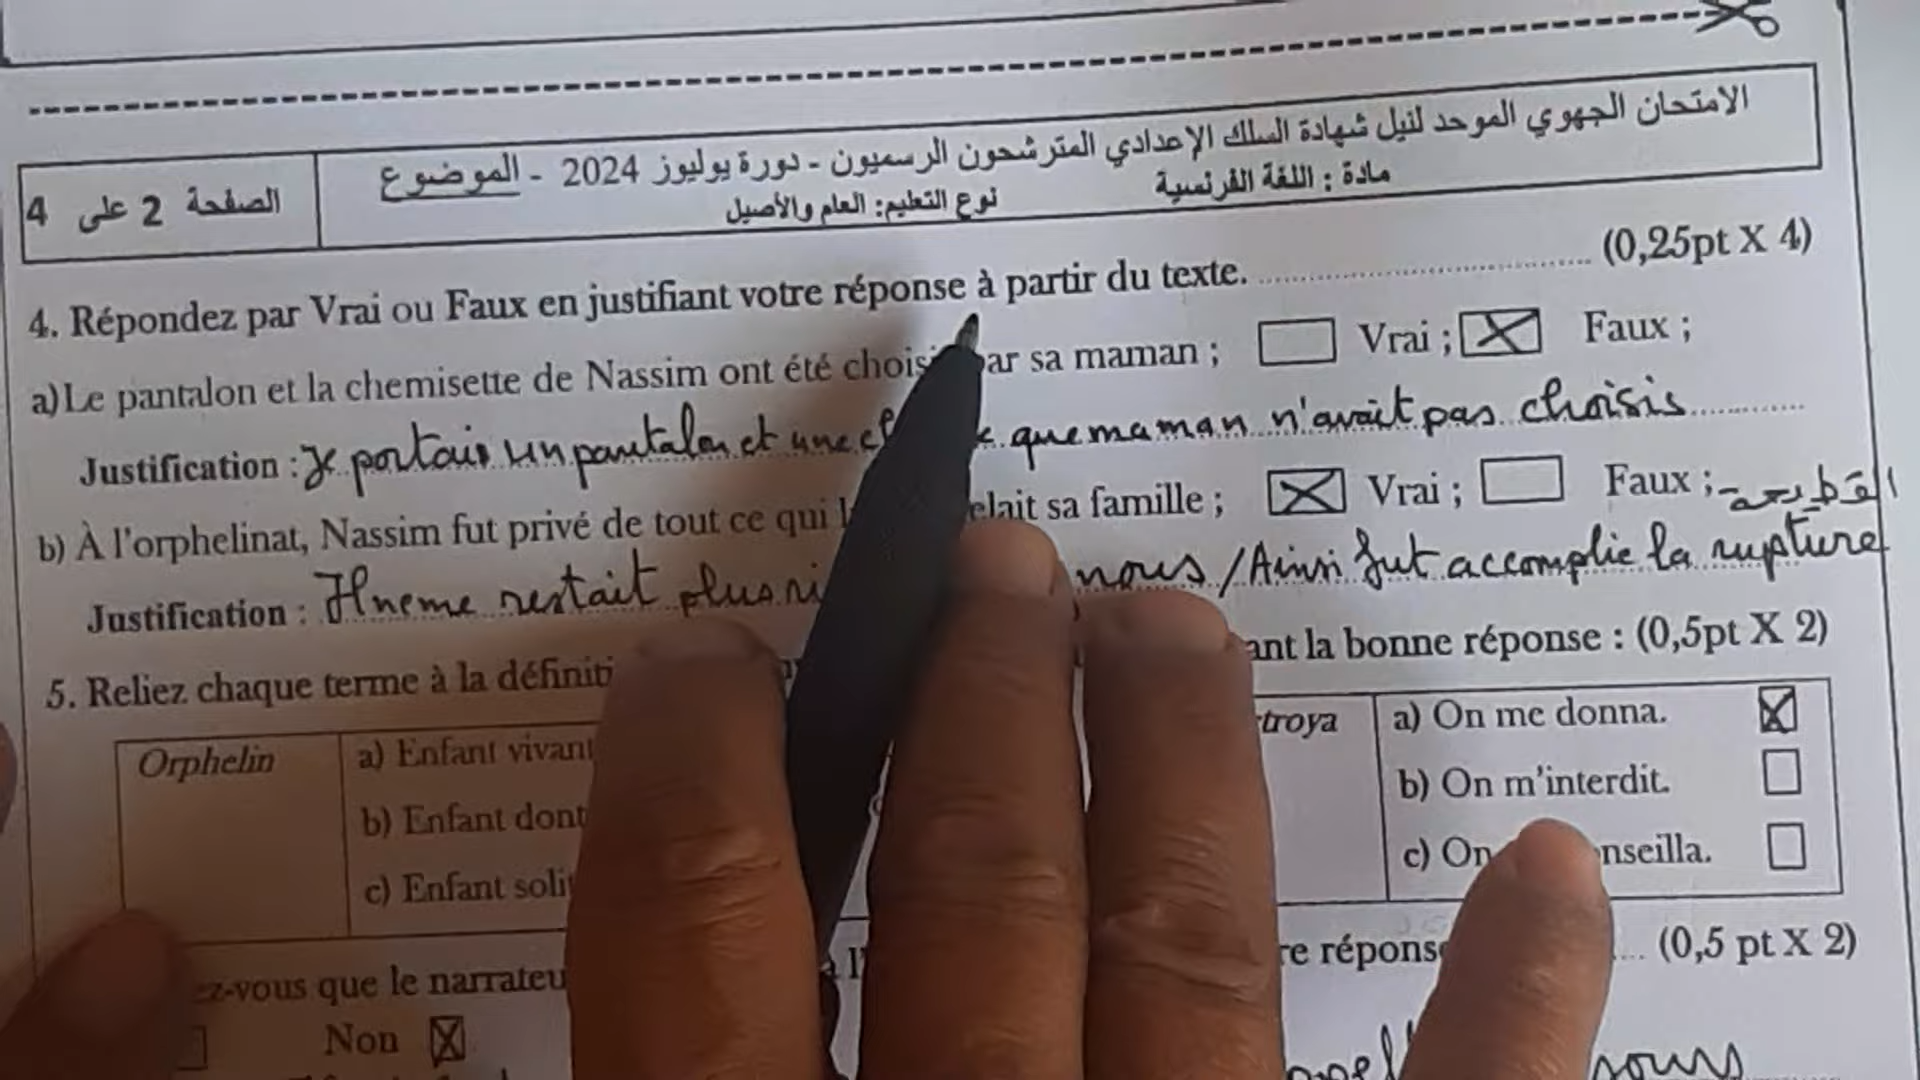 الامتحان الجهوي الموحد لنيل شهادة السلك الإعدادي المترشحون الرسميون - دورة يوليوز 2024 - الموضوع
مادة : اللغة الفرنسية نوع التعليم: العام والأصيل
الصفحة 2 على 4
4. Répondez par Vrai ou Faux en justifiant votre réponse à partir du texte. (0,25pt X 4)
a) Le pantalon et la chemisette de Nassim ont été chois ar sa maman ; Vrai ; Faux ;
Justification : Je portais un pantalon et une que maman n'avait pas choisis
b) À l'orphelinat, Nassim fut privé de tout ce qui elait sa famille ; Vrai ; Faux ; القطيعة
Justification : Il ne me restait plus nous / Ainsi fut accomplie la rupture
5. Reliez chaque terme à la définiti ant la bonne réponse : (0,5pt X 2)
Orphelin
a) Enfant vivant
b) Enfant dont
c) Enfant soli
troya
a) On me donna.
b) On m'interdit.
c) On nseilla.
ez-vous que le narrateu re réponse (0,5 pt X 2)
Non
nous